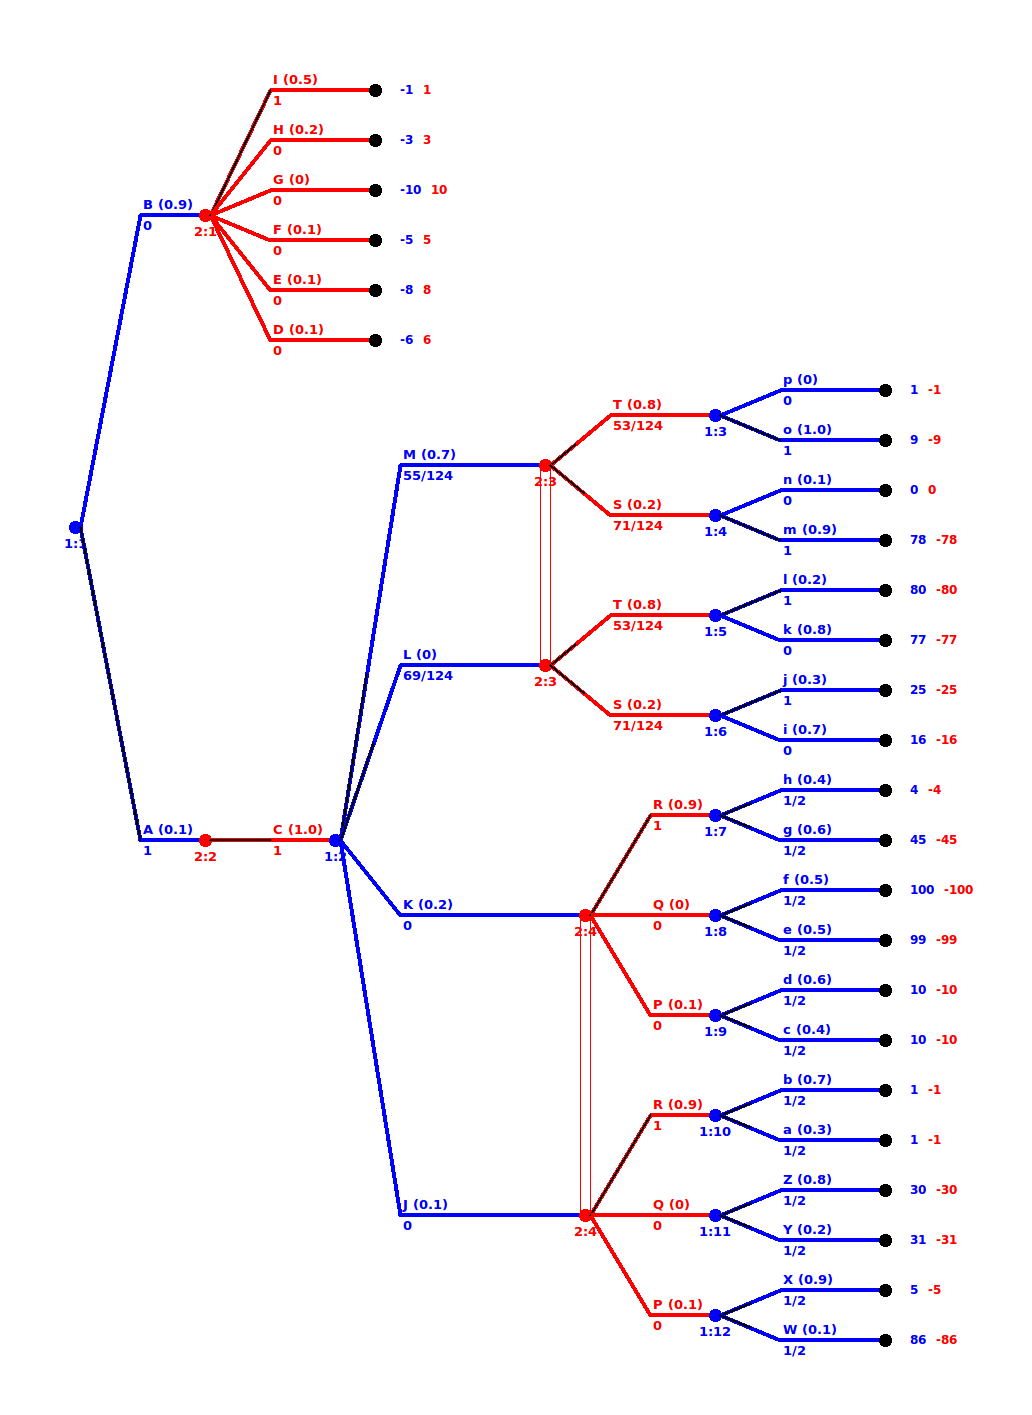 I (0.5)
-1 1
1
H (0.2)
-3 3
0
G (0)
-10 10
0
B (0.9)
0
2:1
F (0.1)
-5 5
0
E (0.1)
-8 8
0
D (0.1)
-6 6
0
p (0)
1 -1
0
T (0.8)
53/124
1:3
o (1.0)
9 -9
1
M (0.7)
55/124
2:3
n (0.1)
0 0
0
S (0.2)
71/124
1:4
m (0.9)
78 -78
1
1:1
l (0.2)
80 -80
1
T (0.8)
53/124
1:5
k (0.8)
77 -77
0
L (0)
69/124
2:3
j (0.3)
25 -25
1
S (0.2)
71/124
1:6
i (0.7)
16 -16
0
h (0.4)
4 -4
1/2
R (0.9)
1
1:7
A (0.1)
1
2:2
C (1.0)
1
1:2
g (0.6)
45 -45
1/2
f (0.5)
100 -100
1/2
K (0.2)
0
2:4
Q (0)
0
1:8
e (0.5)
99 -99
1/2
d (0.6)
10 -10
1/2
P (0.1)
0
1:9
c (0.4)
10 -10
1/2
b (0.7)
1 -1
1/2
R (0.9)
1
1:10
a (0.3)
1 -1
1/2
Z (0.8)
30 -30
1/2
J (0.1)
0
2:4
Q (0)
0
1:11
Y (0.2)
31 -31
1/2
X (0.9)
5 -5
1/2
P (0.1)
0
1:12
W (0.1)
86 -86
1/2